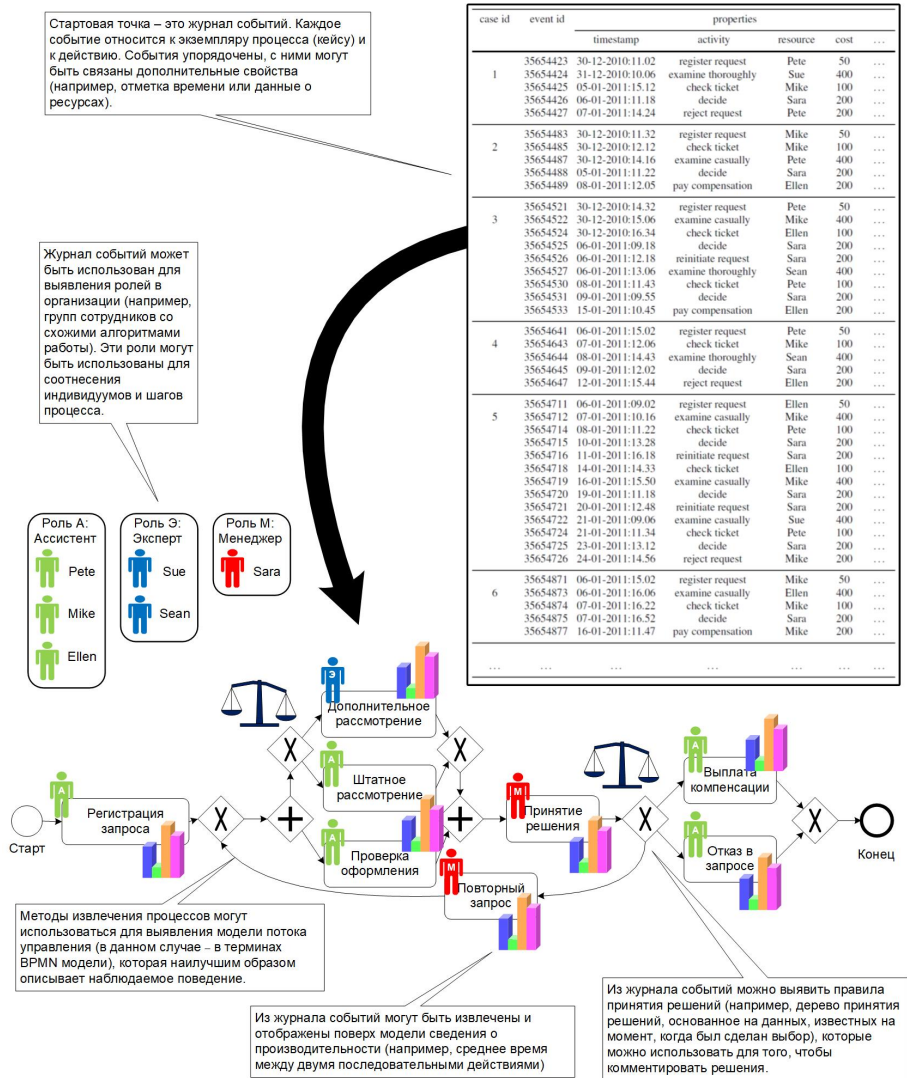 Стартовая точка – это журнал событий. Каждое
событие относится к экземпляру процесса (кейсу) и
к действию. События упорядочены, с ними могут
быть связаны дополнительные свойства
(например, отметка времени или данные о
ресурсах).
case id event id properties
timestamp activity resource cost …
35654423 30-12-2010:11.02 register request Pete 50 …
1 35654424 31-12-2010:10.06 examine thoroughly Sue 400 …
35654425 05-01-2011:15.12 check ticket Mike 100 …
35654426 06-01-2011:11.18 decide Sara 200 …
35654427 07-01-2011:14.24 reject request Pete 200 …
35654483 30-12-2010:11.32 register request Mike 50 …
2 35654485 30-12-2010:12.12 check ticket Mike 100 …
35654487 30-12-2010:14.16 examine casually Pete 400 …
35654488 05-01-2011:11.22 decide Sara 200 …
35654489 08-01-2011:12.05 pay compensation Ellen 200 …
35654521 30-12-2010:14.32 register request Pete 50 …
3 35654522 30-12-2010:15.06 examine casually Mike 400 …
35654524 30-12-2010:16.34 check ticket Ellen 100 …
35654525 06-01-2011:09.18 decide Sara 200 …
35654526 06-01-2011:12.18 reinitiate request Sara 200 …
35654527 06-01-2011:13.06 examine thoroughly Sean 400 …
35654530 08-01-2011:11.43 check ticket Pete 100 …
35654531 09-01-2011:09.55 decide Sara 200 …
35654533 15-01-2011:10.45 pay compensation Ellen 200 …
35654641 06-01-2011:15.02 register request Pete 50 …
4 35654643 07-01-2011:12.06 check ticket Mike 100 …
35654644 08-01-2011:14.43 examine thoroughly Sean 400 …
35654645 09-01-2011:12.02 decide Sara 200 …
35654647 12-01-2011:15.44 reject request Ellen 200 …
35654711 06-01-2011:09.02 register request Ellen 50 …
5 35654712 07-01-2011:10.16 examine casually Mike 400 …
35654714 08-01-2011:11.22 check ticket Pete 100 …
35654715 10-01-2011:13.28 decide Sara 200 …
35654716 11-01-2011:16.18 reinitiate request Sara 200 …
35654718 14-01-2011:14.33 check ticket Ellen 100 …
35654719 16-01-2011:15.50 examine casually Mike 400 …
35654720 19-01-2011:11.18 decide Sara 200 …
35654721 20-01-2011:12.48 reinitiate request Sara 200 …
35654722 21-01-2011:09.06 examine casually Sue 400 …
35654724 21-01-2011:11.34 check ticket Pete 100 …
35654725 23-01-2011:13.12 decide Sara 200 …
35654726 24-01-2011:14.56 reject request Mike 200 …
35654871 06-01-2011:15.02 register request Mike 50 …
6 35654873 06-01-2011:16.06 examine casually Ellen 400 …
35654874 07-01-2011:16.22 check ticket Mike 100 …
35654875 07-01-2011:16.52 decide Sara 200 …
35654877 16-01-2011:11.47 pay compensation Mike 200 …
… … … … … … …
Журнал событий может
быть использован для
выявления ролей в
организации (например,
групп сотрудников со
схожими алгоритмами
работы). Эти роли могут
быть использованы для
соотнесения
индивидуумов и шагов
процесса.
Роль А:
Ассистент
Pete
Mike
Ellen
Роль Э:
Эксперт
Sue
Sean
Роль М:
Менеджер
Sara
Э
Дополнительное
рассмотрение
А
Штатное
рассмотрение
А
Проверка
оформления
А
Регистрация
запроса
Старт
М
Принятие
решения
М
Повторный
запрос
А
Выплата
компенсации
А
Отказ в
запросе
Конец
Методы извлечения процессов могут
использоваться для выявления модели потока
управления (в данном случае – в терминах
BPMN модели), которая наилучшим образом
описывает наблюдаемое поведение.
Из журнала событий могут быть извлечены и
отображены поверх модели сведения о
производительности (например, среднее время
между двумя последовательными действиями)
Из журнала событий можно выявить правила
принятия решений (например, дерево принятия
решений, основанное на данных, известных на
момент, когда был сделан выбор), которые
можно использовать для того, чтобы
комментировать решения.